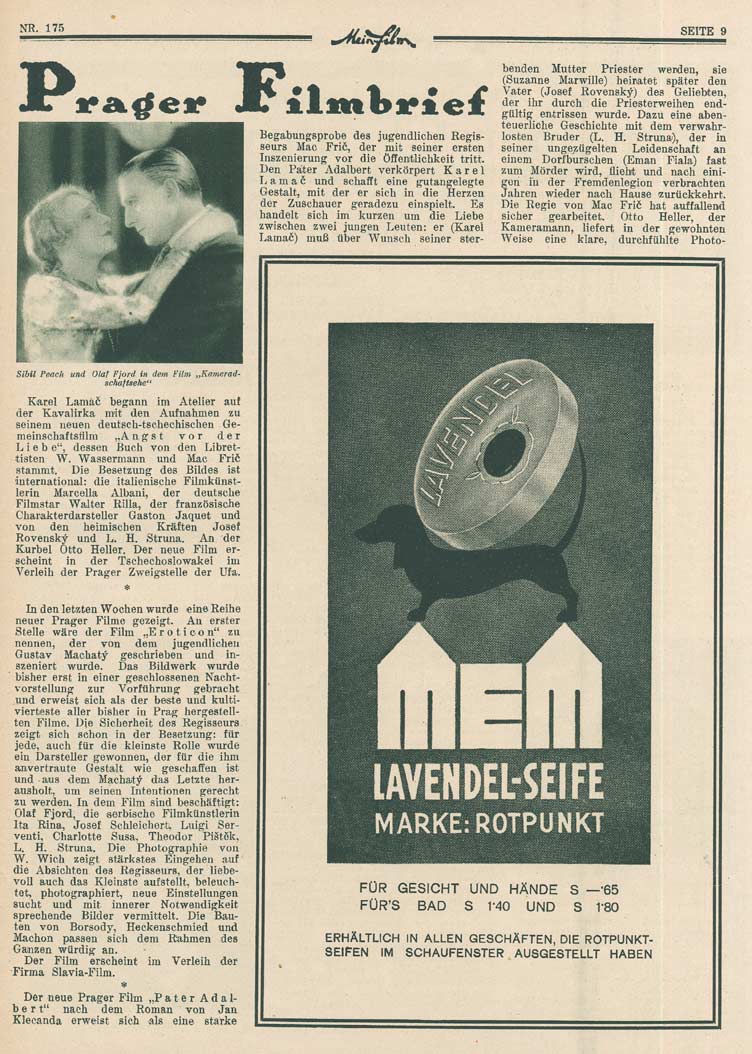 NR. 175
Mein Film
SEITE 9
Prager Filmbrief
Sibil Peach und Olaf Fjord in dem Film „Kamerad-
schaftsehe“
Karel Lamač begann im Atelier auf
der Kavalirka mit den Aufnahmen zu
seinem neuen deutsch-tschechischen Ge-
meinschaftsfilm „Angst vor der
Liebe“, dessen Buch von den Libret-
tisten W. Wassermann und Mac Frič
stammt. Die Besetzung des Bildes ist
international: die italienische Filmkünst-
lerin Marcella Albani, der deutsche
Filmstar Walter Rilla, der französische
Charakterdarsteller Gaston Jaquet und
von den heimischen Kräften Josef
Rovenský und L. H. Struna. An der
Kurbel Otto Heller. Der neue Film er-
scheint in der Tschechoslowakei im
Verleih der Prager Zweigstelle der Ufa.
*
In den letzten Wochen wurde eine Reihe
neuer Prager Filme gezeigt. An erster
Stelle wäre der Film „Eroticon“ zu
nennen, der von dem jugendlichen
Gustav Machatý geschrieben und in-
szeniert wurde. Das Bildwerk wurde
bisher erst in einer geschlossenen Nacht-
vorstellung zur Vorführung gebracht
und erweist sich als der beste und kulti-
vierteste aller bisher in Prag hergestell-
ten Filme. Die Sicherheit des Regisseurs
zeigt sich schon in der Besetzung: für
jede, auch für die kleinste Rolle wurde
ein Darsteller gewonnen, der für die ihm
anvertraute Gestalt wie geschaffen ist
und aus dem Machatý das Letzte her-
ausholt, um seinen Intentionen gerecht
zu werden. In dem Film sind beschäftigt:
Olaf Fjord, die serbische Filmkünstlerin
Ita Rina, Josef Schleichert, Luigi Ser-
venti, Charlotte Susa, Theodor Pištěk,
L. H. Struna. Die Photographie von
W. Wich zeigt stärkstes Eingehen auf
die Absichten des Regisseurs, der liebe-
voll auch das Kleinste aufstellt, beleuch-
tet, photographiert, neue Einstellungen
sucht und mit innerer Notwendigkeit
sprechende Bilder vermittelt. Die Bau-
ten von Borsody, Heckenschmied und
Machon passen sich dem Rahmen des
Ganzen würdig an.
Der Film erscheint im Verleih der
Firma Slavia-Film.
*
Der neue Prager Film „Pater Adal-
bert“ nach dem Roman von Jan
Klecanda erweist sich als eine starke
Begabungsprobe des jugendlichen Regis-
seurs Mac Frič, der mit seiner ersten
Inszenierung vor die Öffentlichkeit tritt.
Den Pater Adalbert verkörpert Karel
Lamač und schafft eine gutangelegte
Gestalt, mit der er sich in die Herzen
der Zuschauer geradezu einspielt. Es
handelt sich im kurzen um die Liebe
zwischen zwei jungen Leuten: er (Karel
Lamač) muß über Wunsch seiner ster-
benden Mutter Priester werden, sie
(Suzanne Marwille) heiratet später den
Vater (Josef Rovenský) des Geliebten,
der ihr durch die Priesterweihen end-
gültig entrissen wurde. Dazu eine aben-
teuerliche Geschichte mit dem verwahr-
losten Bruder (L. H. Struna), der in
seiner ungezügelten Leidenschaft an
einem Dorfburschen (Eman Fiala) fast
zum Mörder wird, flieht und nach eini-
gen in der Fremdenlegion verbrachten
Jahren wieder nach Hause zurückkehrt.
Die Regie von Mac Frič hat auffallend
sicher gearbeitet. Otto Heller, der
Kameramann, liefert in der gewohnten
Weise eine klare, durchfühlte Photo-
LAVENDEL
MEM
LAVENDEL-SEIFE
MARKE: ROTPUNKT
FÜR GESICHT UND HÄNDE S —·65
FÜR'S BAD S 1·40 UND S 1·80
ERHÄLTLICH IN ALLEN GESCHÄFTEN, DIE ROTPUNKT-
SEIFEN IM SCHAUFENSTER AUSGESTELLT HABEN